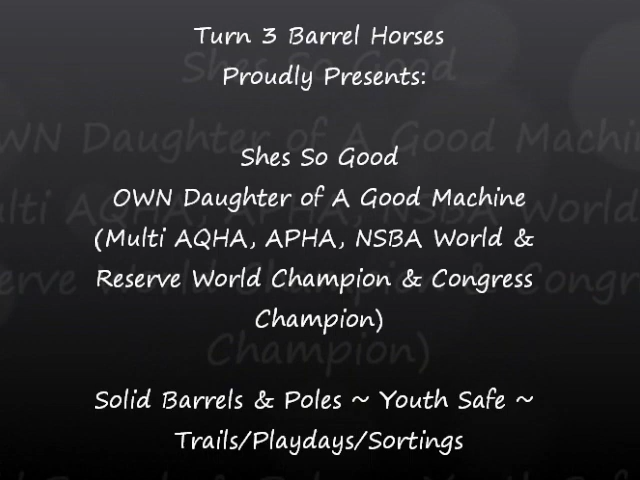 Turn 3 Barrel Horses
Proudly Presents:
Shes So Good
OWN Daughter of A Good Machine
(Multi AQHA, APHA, NSBA World &
Reserve World Champion & Congress
Champion)
Solid Barrels & Poles ~ Youth Safe ~
Trails/Playdays/Sortings